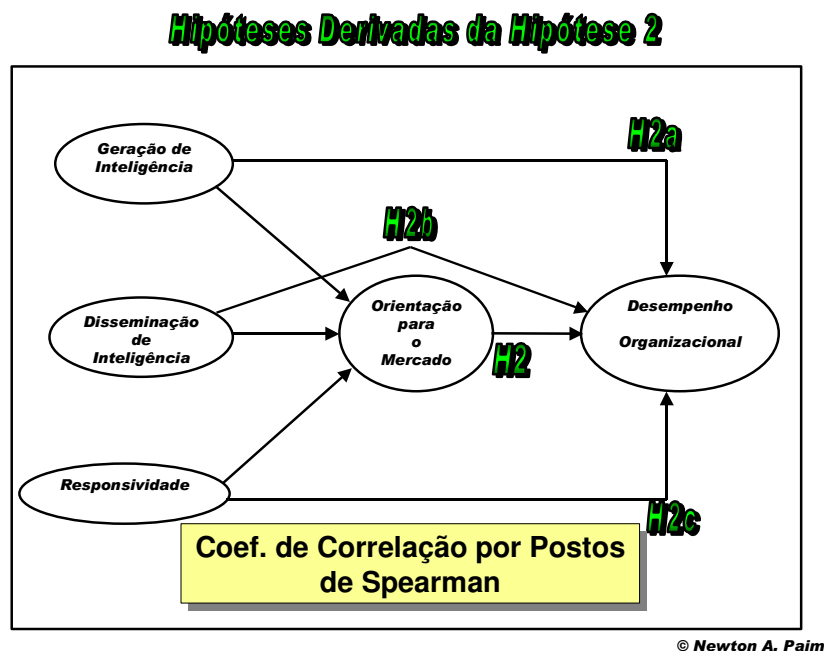 Hipóteses Derivadas da Hipótese 2
H2a
Geração de
Inteligência
H2b
Disseminação
de
Inteligência
Orientação
para
o
Mercado
H2
Desempenho
Organizacional
Responsividade
H2c
Coef. de Correlação por Postos
de Spearman
© Newton A. Paim